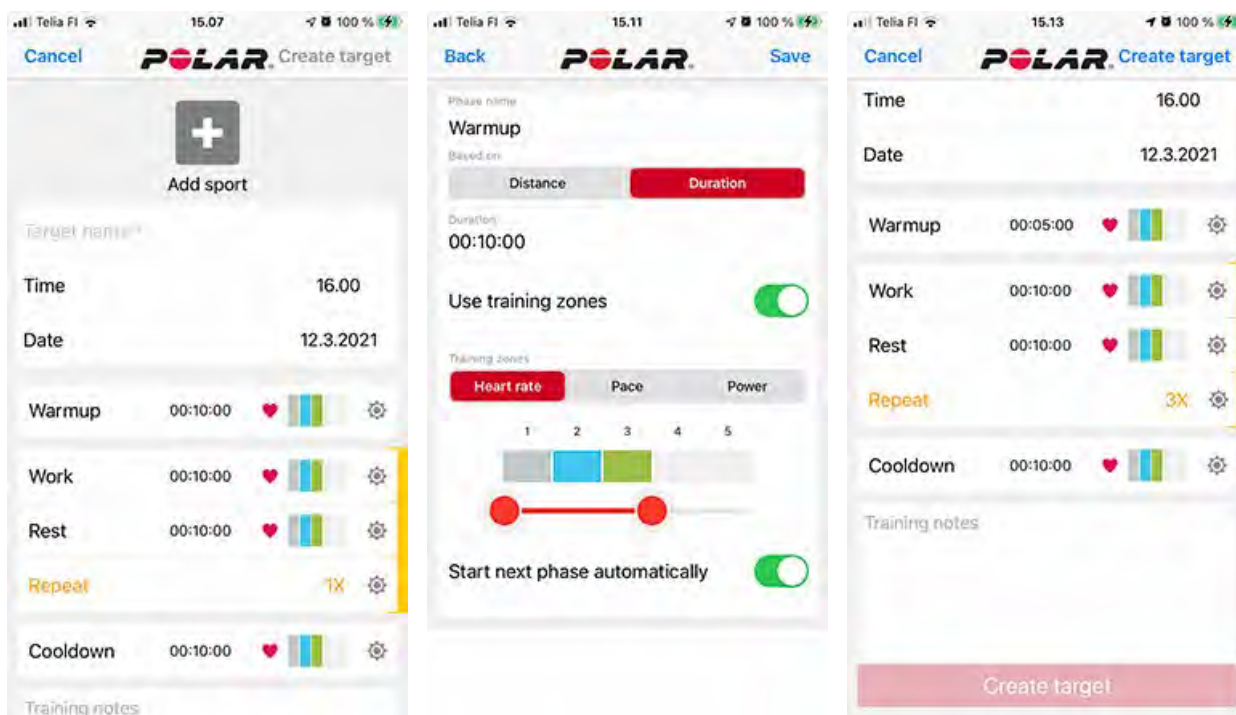 Telia FI 15.07 100 %
Cancel POLAR. Create target
Add sport
Target name*
Time 16.00
Date 12.3.2021
Warmup 00:10:00
Work 00:10:00
Rest 00:10:00
Repeat 1X
Cooldown 00:10:00
Training notes
Telia FI 15.11 100 %
Back POLAR. Save
Phase name
Warmup
Based on
Distance Duration
Duration
00:10:00
Use training zones
Training zones
Heart rate Pace Power
1 2 3 4 5
Start next phase automatically
Telia FI 15.13 100 %
Cancel POLAR. Create target
Time 16.00
Date 12.3.2021
Warmup 00:05:00
Work 00:10:00
Rest 00:10:00
Repeat 3X
Cooldown 00:10:00
Training notes
Create target